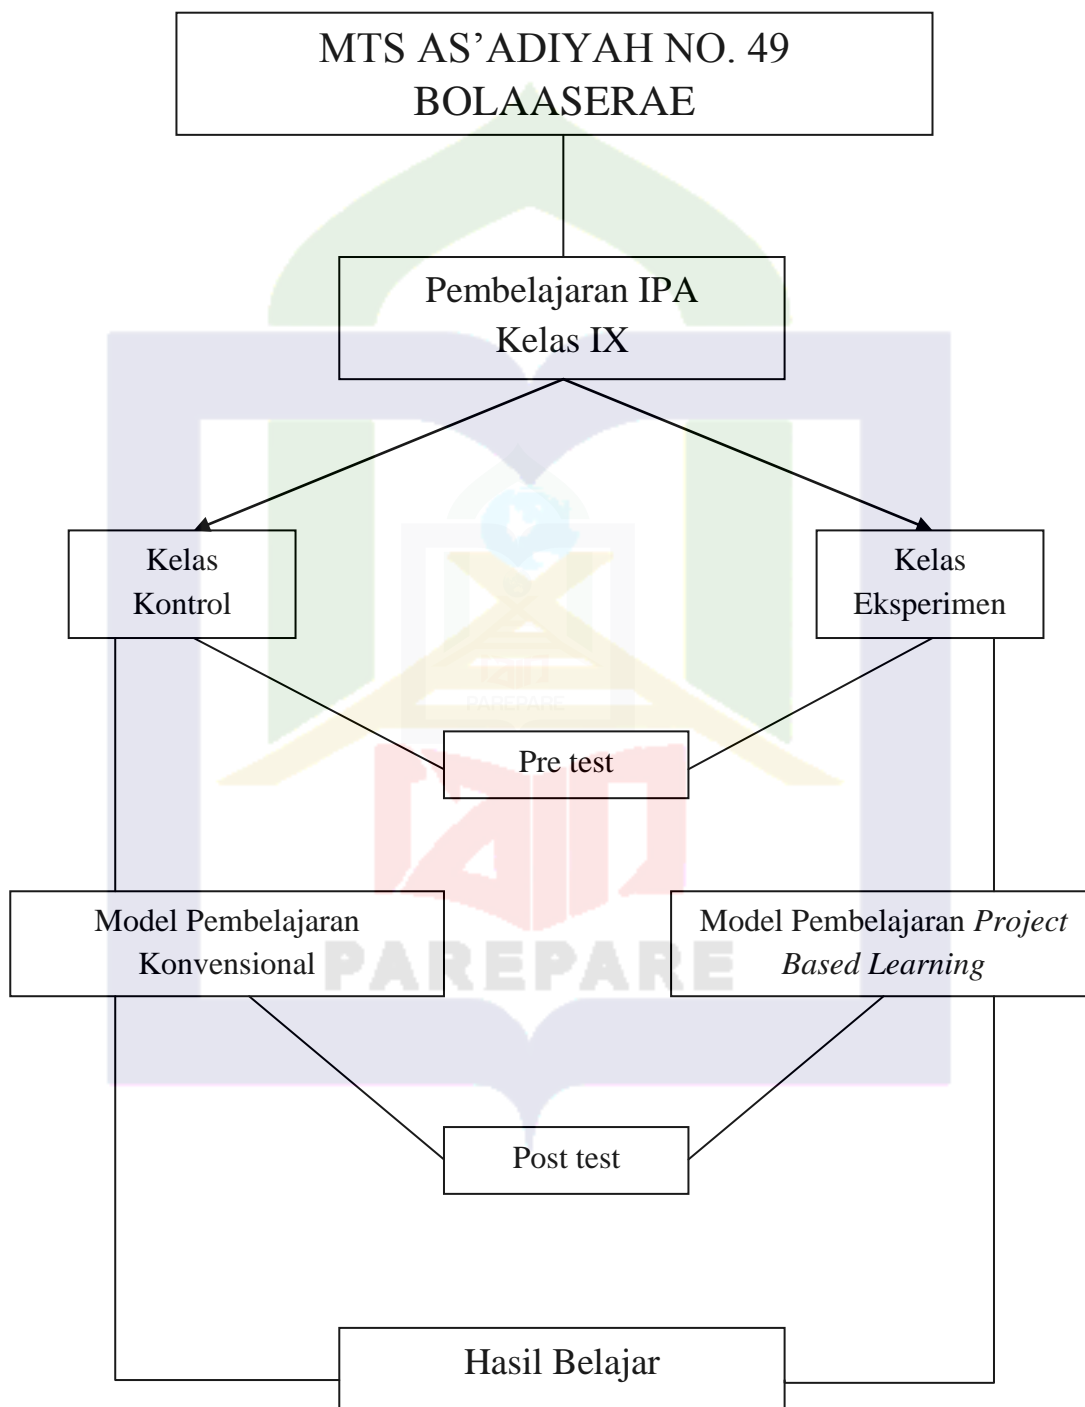 MTS AS’ADIYAH NO. 49
BOLAASERAE
Pembelajaran IPA
Kelas IX
Kelas
Kontrol
Kelas
Eksperimen
PAREPARE
Pre test
Model Pembelajaran
Konvensional
Model Pembelajaran Project
Based Learning
PAREPARE
Post test
Hasil Belajar